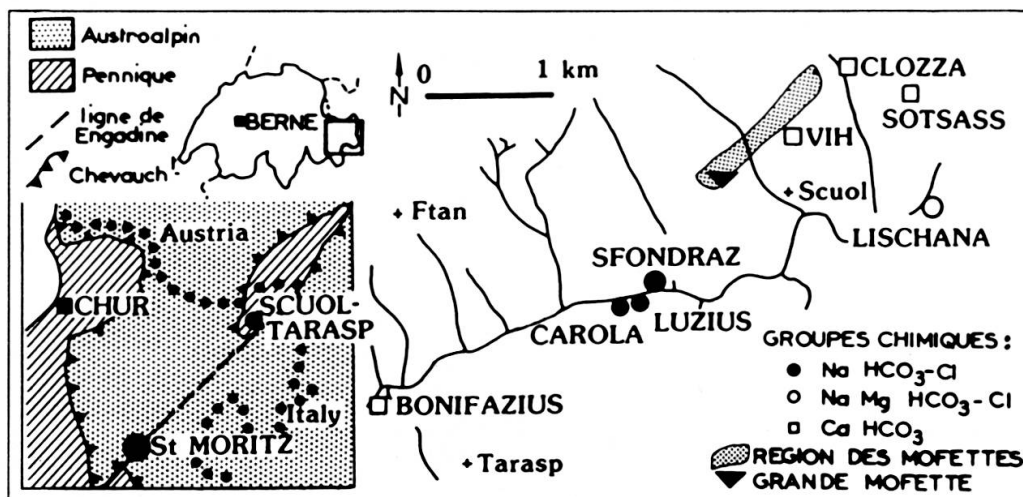 Austroalpin
Pennique
ligne de
Engadine
Chevauch!
BERNE
N
0 1 km
Ftan
CLOZZA
SOTSASS
VIH
Scuol
LISCHANA
SFONDRAZ
CAROLA
LUZIUS
BONIFAZIUS
Tarasp
Austria
CHUR
SCUOL-
TARASP
Italy
St MORITZ
GROUPES CHIMIQUES :
Na HCO3-Cl
Na Mg HCO3-Cl
Ca HCO3
REGION DES MOFETTES
GRANDE MOFETTE